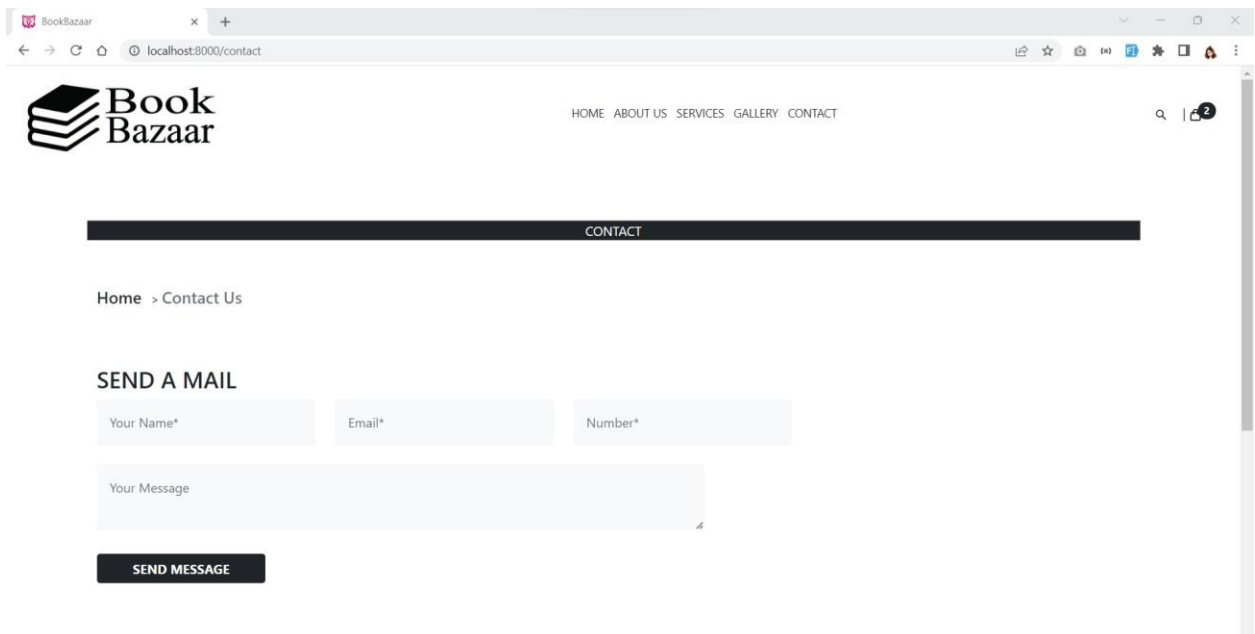 BookBazaar
localhost:8000/contact
Book
Bazaar
HOME ABOUT US SERVICES GALLERY CONTACT
| 2
CONTACT
Home > Contact Us
SEND A MAIL
Your Name* Email* Number*
Your Message
SEND MESSAGE